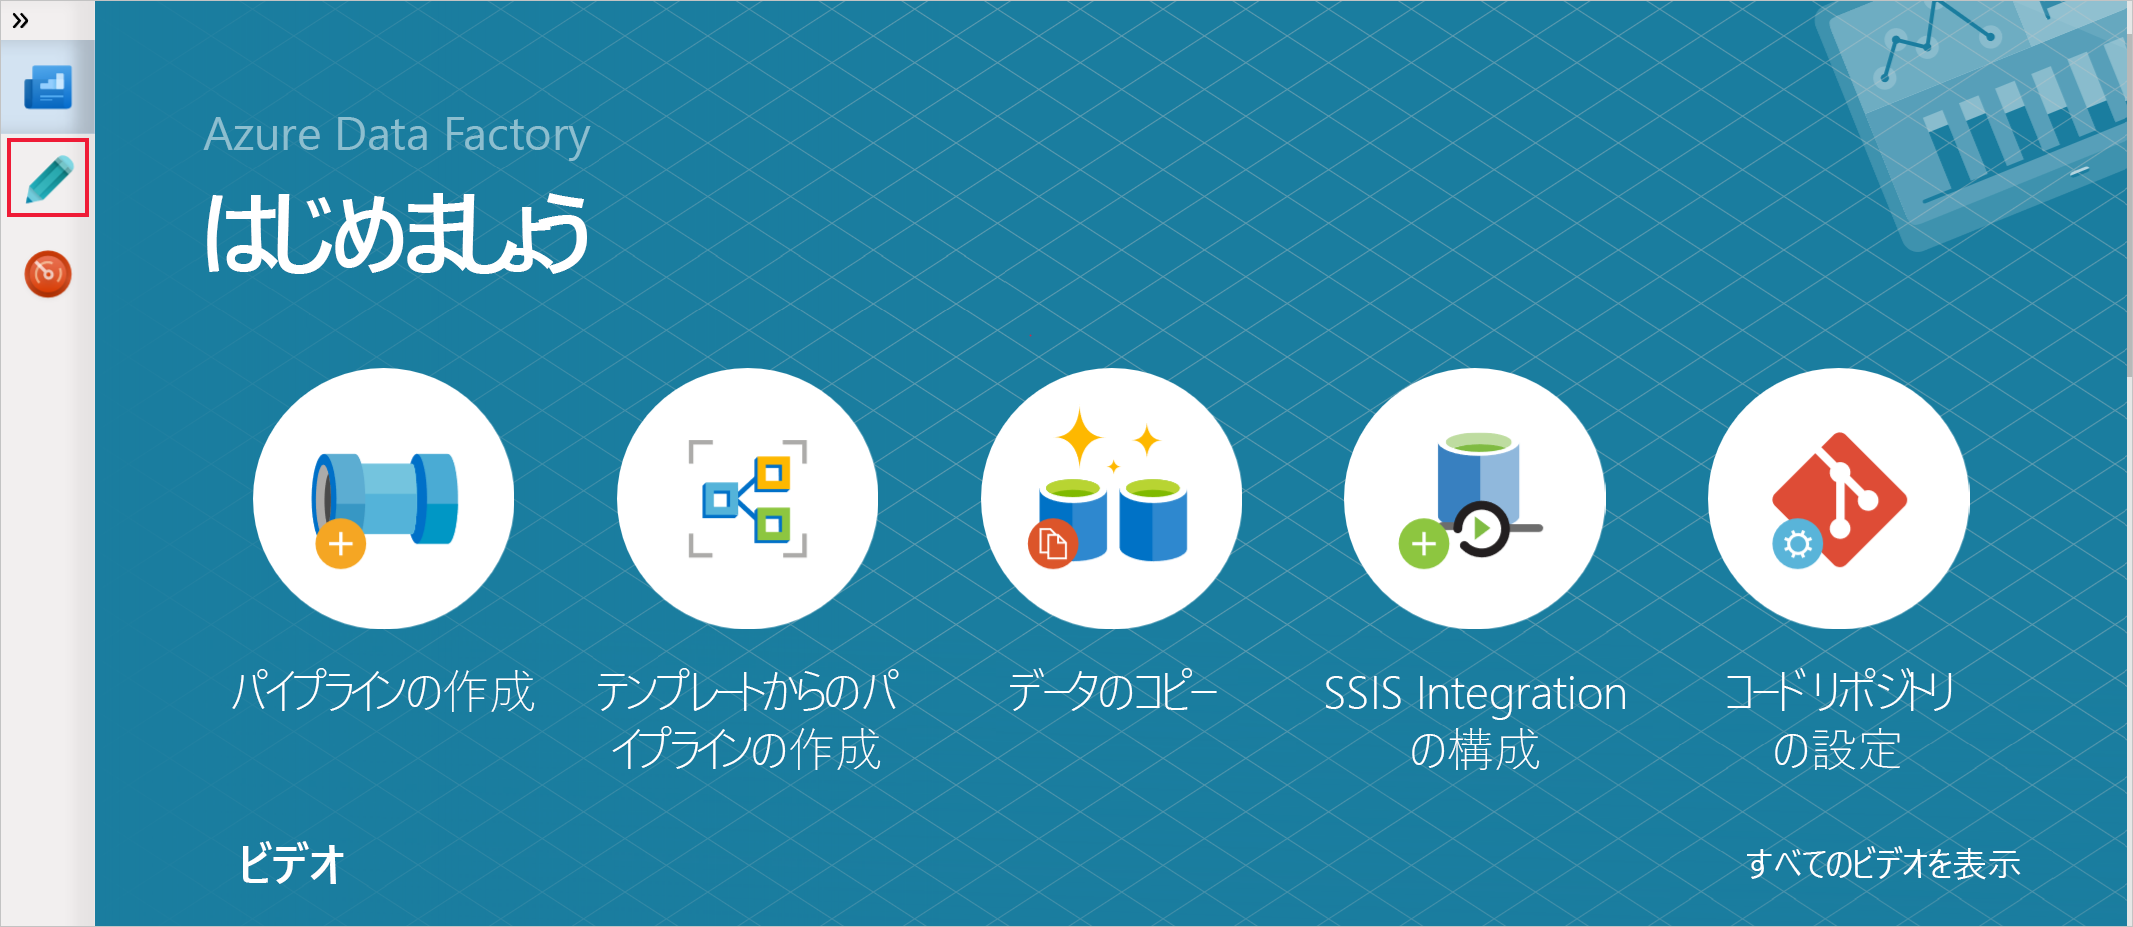 Azure Data Factory
はじめましょう
パイプラインの作成
テンプレートからのパ
イプラインの作成
データのコピー
SSIS Integration
の構成
コード リポジトリ
の設定
ビデオ
すべてのビデオを表示